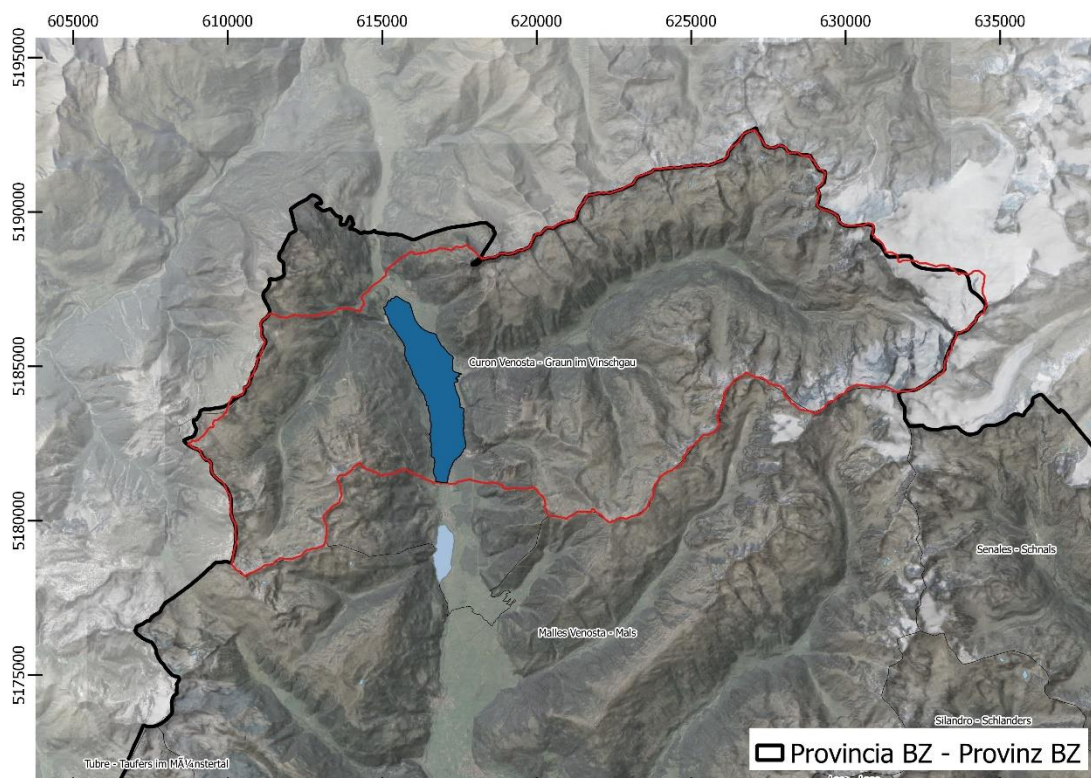 605000 610000 615000 620000 625000 630000 635000
5195000
5190000
5185000
5180000
5175000
Curon Venosta - Graun im Vinschgau
Senales - Schnals
Malles Venosta - Mals
Silandro - Schlanders
Tubre - Taufers im MÃ¼nstertal
Provincia BZ - Provinz BZ